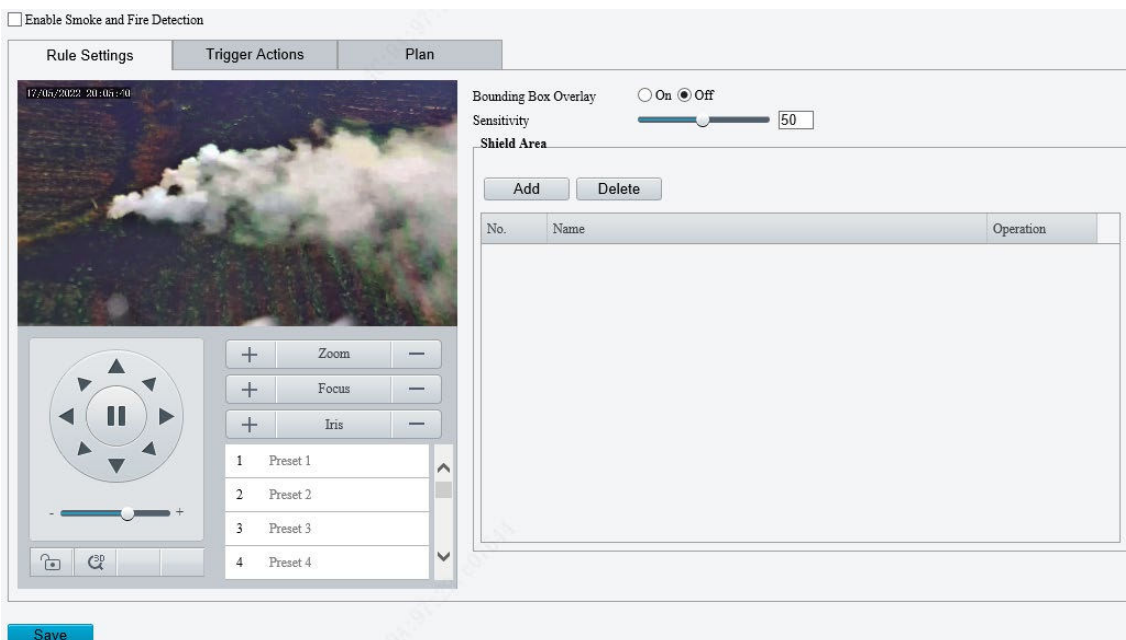 Enable Smoke and Fire Detection
Rule Settings Trigger Actions Plan
17/05/2022 20:05:40
Bounding Box Overlay On Off
Sensitivity 50
Shield Area
Add Delete
No. Name Operation
+ Zoom −
+ Focus −
+ Iris −
1 Preset 1
2 Preset 2
3 Preset 3
4 Preset 4
- +
3D
Save